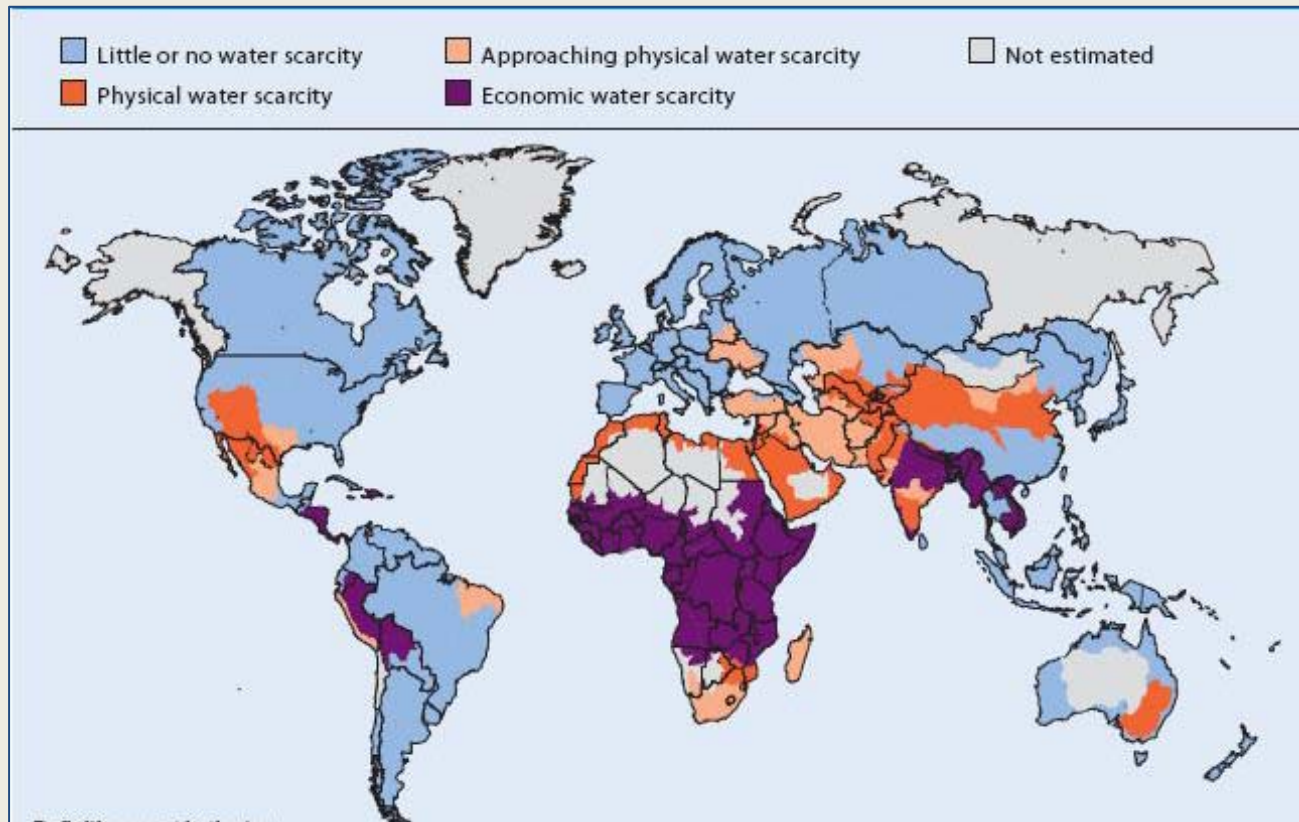 Little or no water scarcity
Approaching physical water scarcity
Not estimated
Physical water scarcity
Economic water scarcity